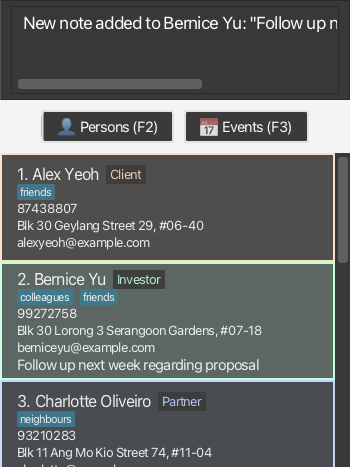 New note added to Bernice Yu: "Follow up
Persons (F2) Events (F3)
1. Alex Yeoh Client
friends
87438807
Blk 30 Geylang Street 29, #06-40
alexyeoh@example.com
2. Bernice Yu Investor
colleagues friends
99272758
Blk 30 Lorong 3 Serangoon Gardens, #07-18
berniceyu@example.com
Follow up next week regarding proposal
3. Charlotte Oliveiro Partner
neighbours
93210283
Blk 11 Ang Mo Kio Street 74, #11-04